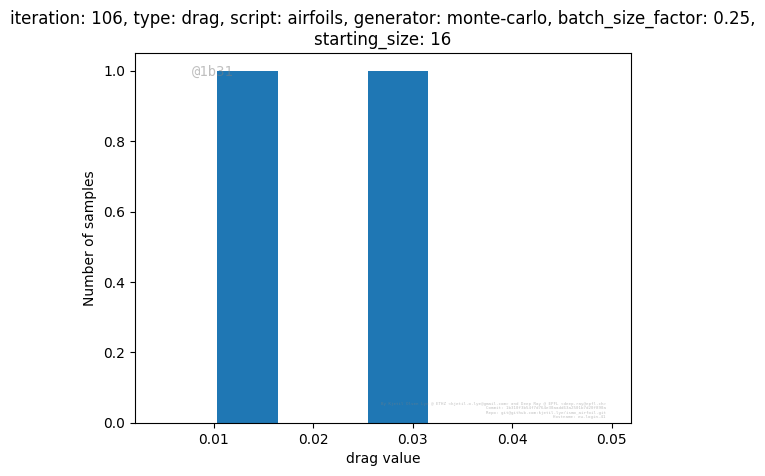 iteration: 106, type: drag, script: airfoils, generator: monte-carlo, batch_size_factor: 0.25,
starting_size: 16
@1b31
1.0
0.8
0.6
0.4
0.2
0.0
Number of samples
0.01
0.02
0.03
0.04
0.05
drag value